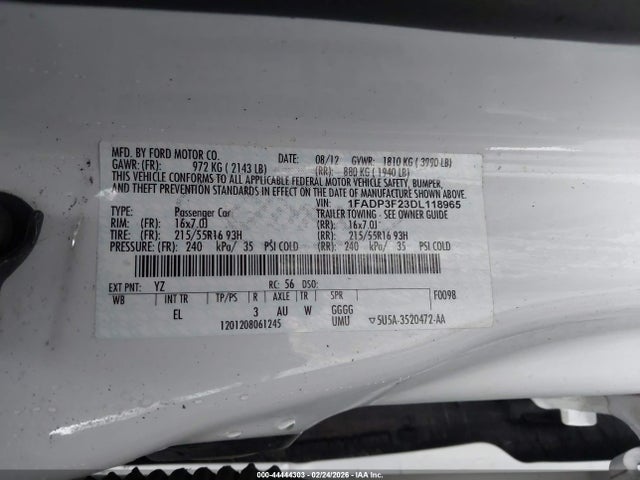 MFD. BY FORD MOTOR CO. DATE: 08/12 GVWR: 1810 KG ( 3990 LB)
GAWR: (FR): 972 KG ( 2143 LB) (RR): 880 KG ( 1940 LB)
THIS VEHICLE CONFORMS TO ALL APPLICABLE FEDERAL MOTOR VEHICLE SAFETY, BUMPER,
AND THEFT PREVENTION STANDARDS IN EFFECT ON THE DATE OF MANUFACTURE SHOWN ABOVE.
VIN: 1FADP3F23DL118965
TYPE: Passenger Car TRAILER TOWING - SEE OWNER GUIDE
RIM: (FR): 16x7.0J (RR): 16x7.0J
TIRE: (FR): 215/55R16 93H (RR): 215/55R16 93H
PRESSURE: (FR): 240 kPa/ 35 PSI COLD (RR): 240 kPa/ 35 PSI COLD
EXT PNT: YZ RC: 56 DSO: F0098
WB INT TR TP/PS R AXLE TR SPR
EL 3 AU W GGGG
1201208061245 UMU ▽5U5A-3520472-AA
000-44444303 - 02/24/2026 - IAA Inc.